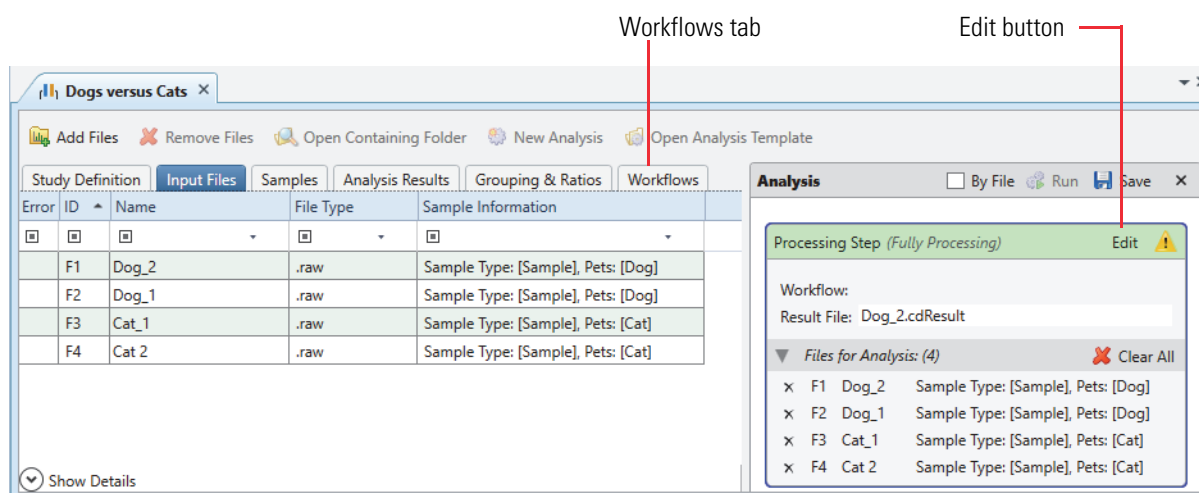 Workflows tab Edit button
Dogs versus Cats
Add Files Remove Files Open Containing Folder New Analysis Open Analysis Template
Study Definition Input Files Samples Analysis Results Grouping & Ratios Workflows
Error ID Name File Type Sample Information
F1 Dog_2 .raw Sample Type: [Sample], Pets: [Dog]
F2 Dog_1 .raw Sample Type: [Sample], Pets: [Dog]
F3 Cat_1 .raw Sample Type: [Sample], Pets: [Cat]
F4 Cat 2 .raw Sample Type: [Sample], Pets: [Cat]
Show Details
Analysis By File Run Save
Processing Step (Fully Processing) Edit
Workflow:
Result File: Dog_2.cdResult
Files for Analysis: (4) Clear All
F1 Dog_2 Sample Type: [Sample], Pets: [Dog]
F2 Dog_1 Sample Type: [Sample], Pets: [Dog]
F3 Cat_1 Sample Type: [Sample], Pets: [Cat]
F4 Cat 2 Sample Type: [Sample], Pets: [Cat]